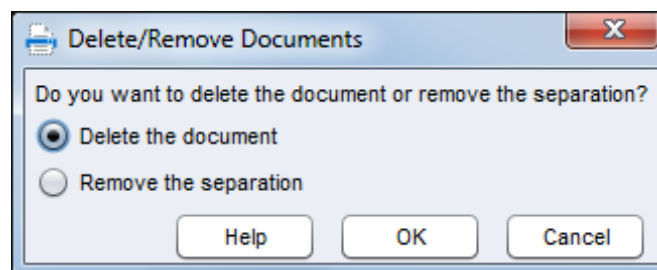 Delete/Remove Documents
Do you want to delete the document or remove the separation?
Delete the document
Remove the separation
Help OK Cancel